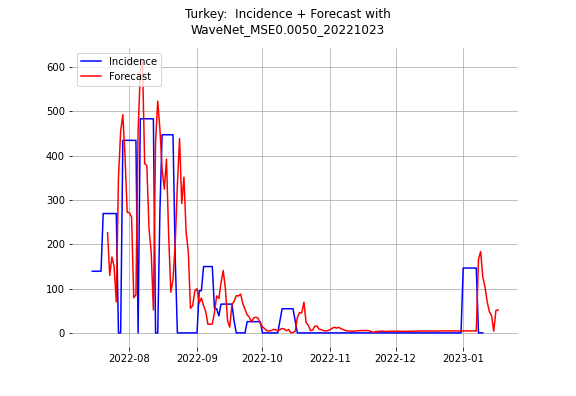 Turkey:  Incidence + Forecast with
WaveNet_MSE0.0050_20221023
Incidence
Forecast
600
500
400
300
200
100
0
2022-08 2022-09 2022-10 2022-11 2022-12 2023-01